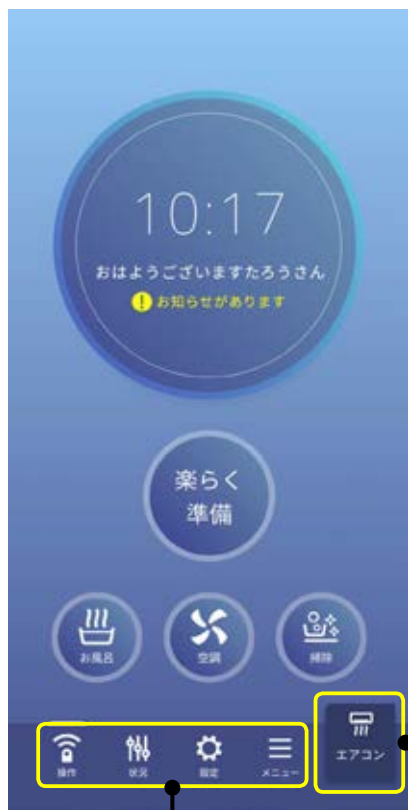 10:17
おはようございますたろうさん
! お知らせがあります
楽らく
準備
お風呂
空調
掃除
操作
状況
設定
メニュー
エアコン